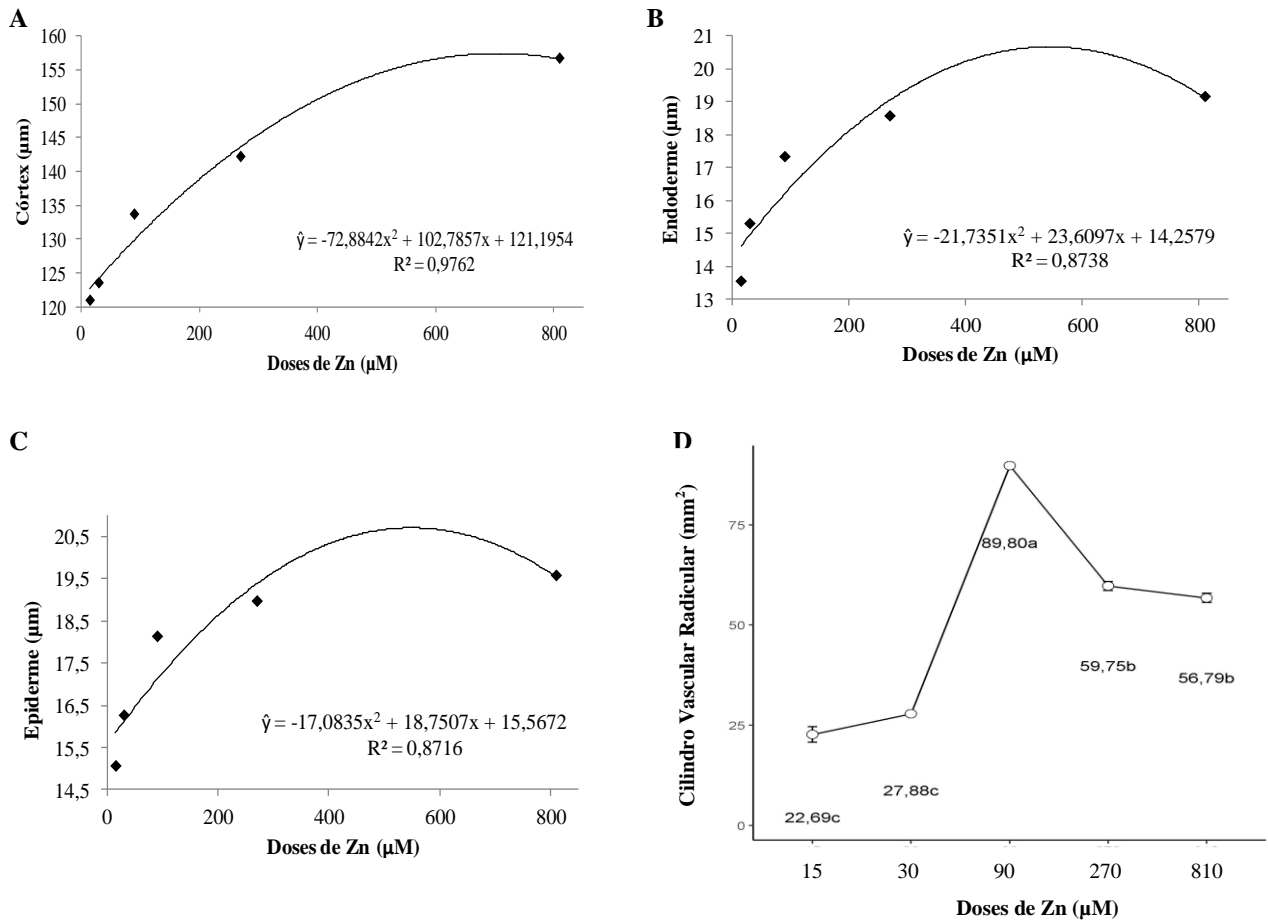 A
Córtex (µm)
160
155
150
145
140
135
130
125
120
0
200
400
600
800
ŷ = -72,8842x² + 102,7857x + 121,1954
R² = 0,9762
Doses de Zn (µM)
B
Endoderme (µm)
21
20
19
18
17
16
15
14
13
0
200
400
600
800
ŷ = -21,7351x² + 23,6097x + 14,2579
R² = 0,8738
Doses de Zn (µM)
C
Epiderme (µm)
20,5
19,5
18,5
17,5
16,5
15,5
14,5
0
200
400
600
800
ŷ = -17,0835x² + 18,7507x + 15,5672
R² = 0,8716
Doses de Zn (µM)
D
Cilindro Vascular Radicular (mm²)
75
50
25
0
22,69c
27,88c
89,80a
59,75b
56,79b
15
30
90
270
810
Doses de Zn (µM)